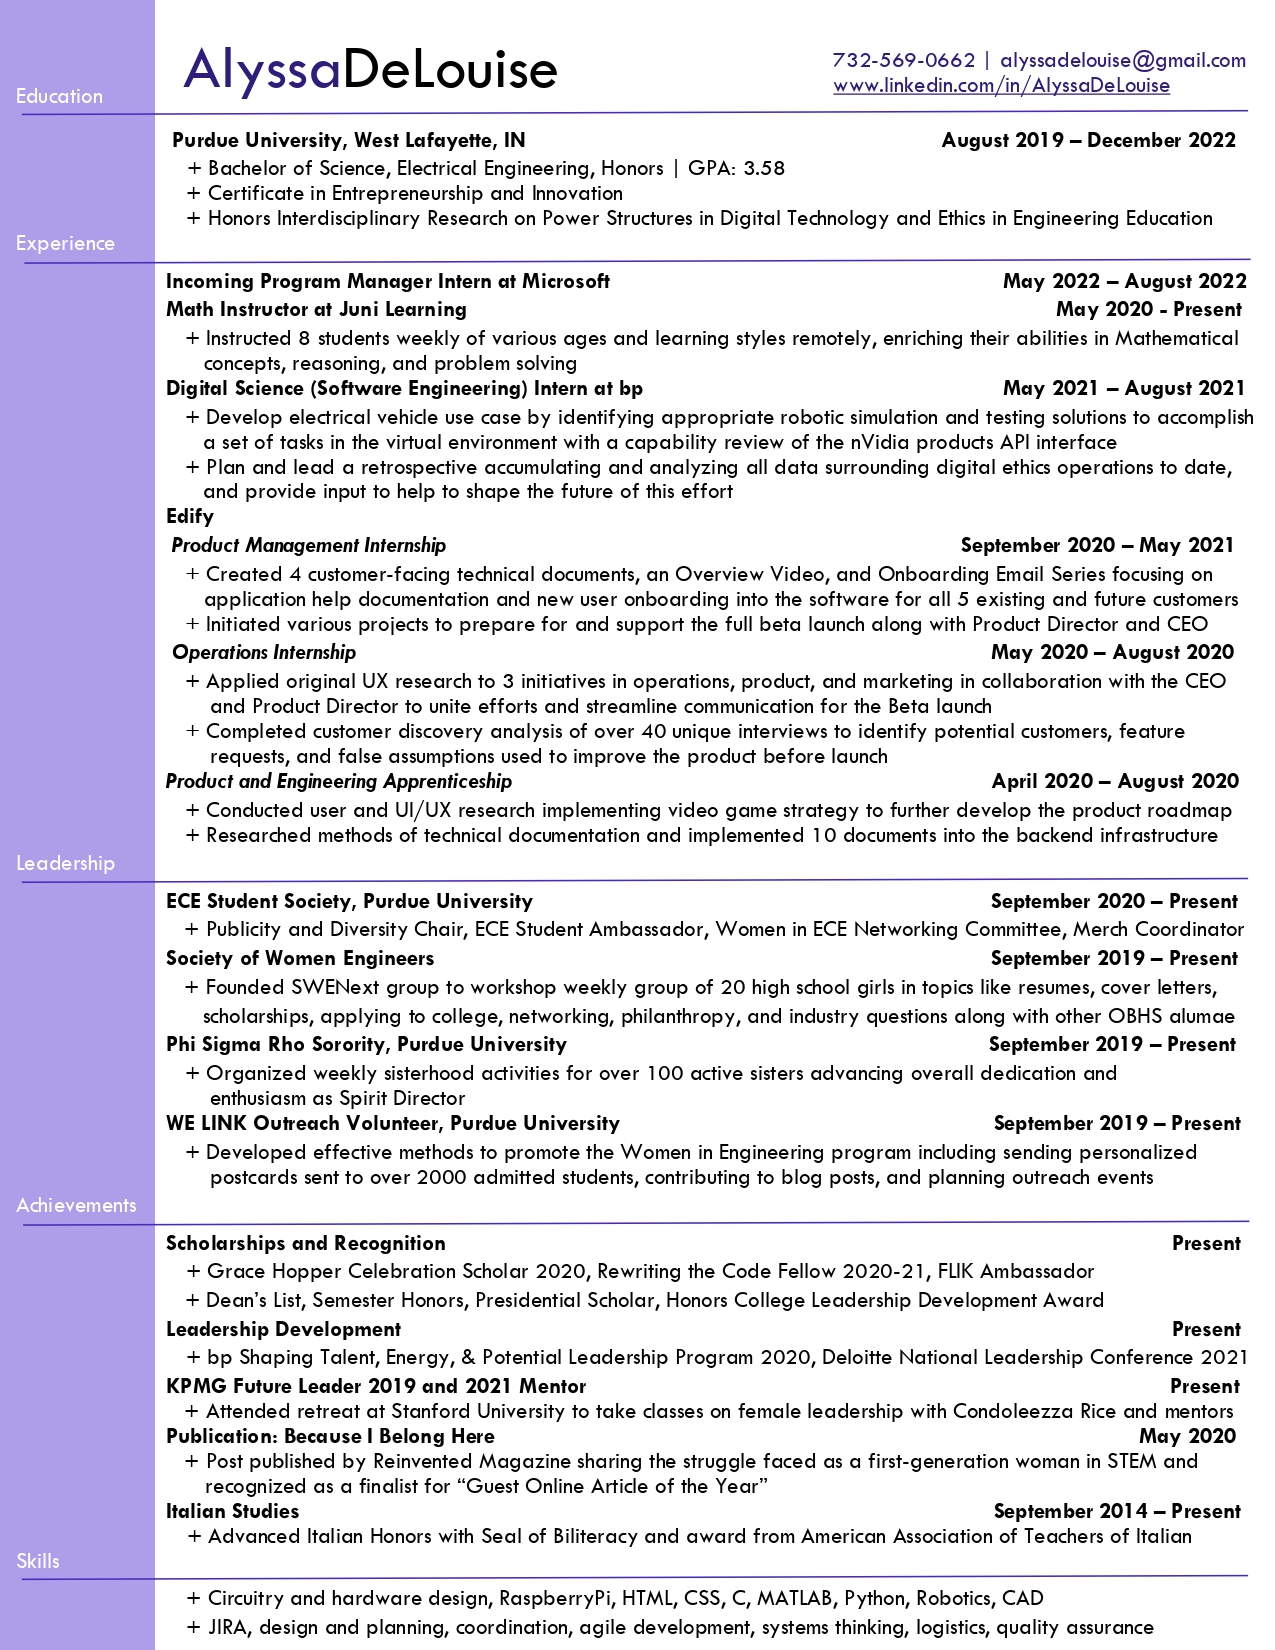 AlyssaDeLouise
732-569-0662 | alyssadelouise@gmail.com
www.linkedin.com/in/AlyssaDeLouise
Education
Purdue University, West Lafayette, IN August 2019 – December 2022
+ Bachelor of Science, Electrical Engineering, Honors | GPA: 3.58
+ Certificate in Entrepreneurship and Innovation
+ Honors Interdisciplinary Research on Power Structures in Digital Technology and Ethics in Engineering Education
Experience
Incoming Program Manager Intern at Microsoft May 2022 – August 2022
Math Instructor at Juni Learning May 2020 - Present
+ Instructed 8 students weekly of various ages and learning styles remotely, enriching their abilities in Mathematical
concepts, reasoning, and problem solving
Digital Science (Software Engineering) Intern at bp May 2021 – August 2021
+ Develop electrical vehicle use case by identifying appropriate robotic simulation and testing solutions to accomplish
a set of tasks in the virtual environment with a capability review of the nVidia products API interface
+ Plan and lead a retrospective accumulating and analyzing all data surrounding digital ethics operations to date,
and provide input to help to shape the future of this effort
Edify
Product Management Internship September 2020 – May 2021
+ Created 4 customer-facing technical documents, an Overview Video, and Onboarding Email Series focusing on
application help documentation and new user onboarding into the software for all 5 existing and future customers
+ Initiated various projects to prepare for and support the full beta launch along with Product Director and CEO
Operations Internship May 2020 – August 2020
+ Applied original UX research to 3 initiatives in operations, product, and marketing in collaboration with the CEO
and Product Director to unite efforts and streamline communication for the Beta launch
+ Completed customer discovery analysis of over 40 unique interviews to identify potential customers, feature
requests, and false assumptions used to improve the product before launch
Product and Engineering Apprenticeship April 2020 – August 2020
+ Conducted user and UI/UX research implementing video game strategy to further develop the product roadmap
+ Researched methods of technical documentation and implemented 10 documents into the backend infrastructure
Leadership
ECE Student Society, Purdue University September 2020 – Present
+ Publicity and Diversity Chair, ECE Student Ambassador, Women in ECE Networking Committee, Merch Coordinator
Society of Women Engineers September 2019 – Present
+ Founded SWENext group to workshop weekly group of 20 high school girls in topics like resumes, cover letters,
scholarships, applying to college, networking, philanthropy, and industry questions along with other OBHS alumae
Phi Sigma Rho Sorority, Purdue University September 2019 – Present
+ Organized weekly sisterhood activities for over 100 active sisters advancing overall dedication and
enthusiasm as Spirit Director
WE LINK Outreach Volunteer, Purdue University September 2019 – Present
+ Developed effective methods to promote the Women in Engineering program including sending personalized
postcards sent to over 2000 admitted students, contributing to blog posts, and planning outreach events
Achievements
Scholarships and Recognition Present
+ Grace Hopper Celebration Scholar 2020, Rewriting the Code Fellow 2020-21, FLIK Ambassador
+ Dean's List, Semester Honors, Presidential Scholar, Honors College Leadership Development Award
Leadership Development Present
+ bp Shaping Talent, Energy, & Potential Leadership Program 2020, Deloitte National Leadership Conference 2021
KPMG Future Leader 2019 and 2021 Mentor Present
+ Attended retreat at Stanford University to take classes on female leadership with Condoleezza Rice and mentors
Publication: Because I Belong Here May 2020
+ Post published by Reinvented Magazine sharing the struggle faced as a first-generation woman in STEM and
recognized as a finalist for “Guest Online Article of the Year”
Italian Studies September 2014 – Present
+ Advanced Italian Honors with Seal of Biliteracy and award from American Association of Teachers of Italian
Skills
+ Circuitry and hardware design, RaspberryPi, HTML, CSS, C, MATLAB, Python, Robotics, CAD
+ JIRA, design and planning, coordination, agile development, systems thinking, logistics, quality assurance